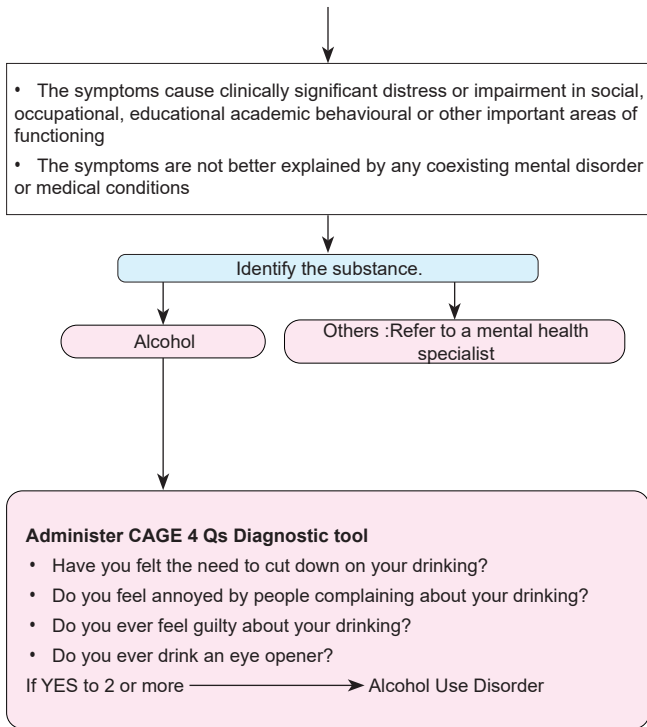 • The symptoms cause clinically significant distress or impairment in social,
occupational, educational academic behavioural or other important areas of
functioning
• The symptoms are not better explained by any coexisting mental disorder
or medical conditions
Identify the substance.
Alcohol
Others :Refer to a mental health
specialist
Administer CAGE 4 Qs Diagnostic tool
• Have you felt the need to cut down on your drinking?
• Do you feel annoyed by people complaining about your drinking?
• Do you ever feel guilty about your drinking?
• Do you ever drink an eye opener?
If YES to 2 or more Alcohol Use Disorder